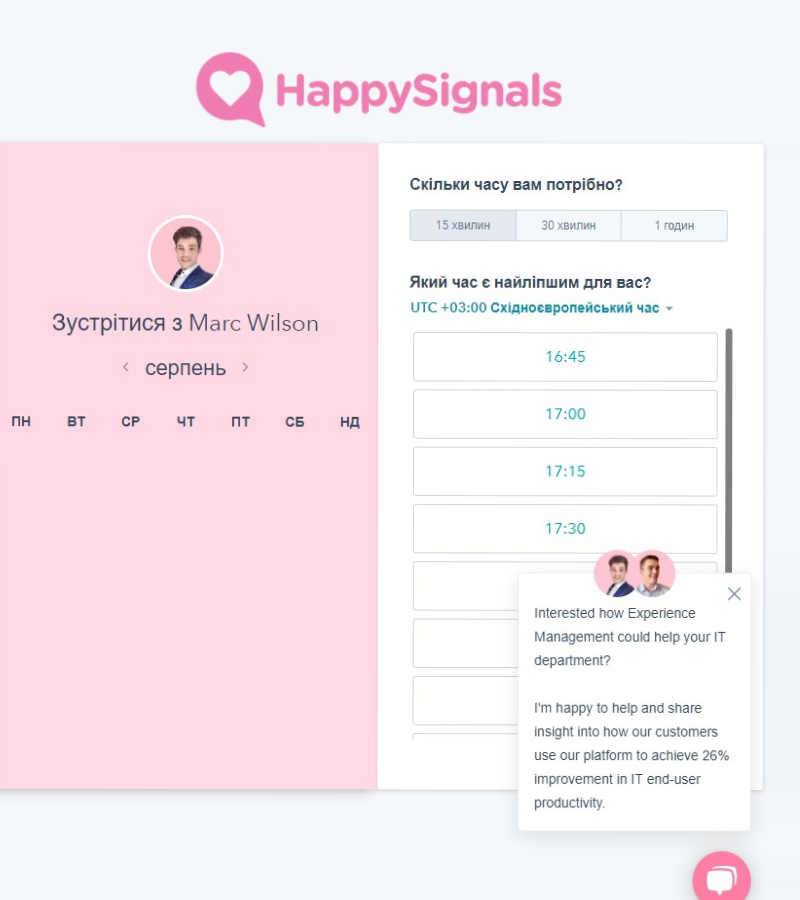 HappySignals
Зустрітися з Marc Wilson
серпень
ПН ВТ СР ЧТ ПТ СБ НД
Скільки часу вам потрібно?
15 хвилин 30 хвилин 1 годин
Який час є найліпшим для вас?
UTC +03:00 Східноєвропейський час
16:45
17:00
17:15
17:30
Interested how Experience
Management could help your IT
department?
I'm happy to help and share
insight into how our customers
use our platform to achieve 26%
improvement in IT end-user
productivity.